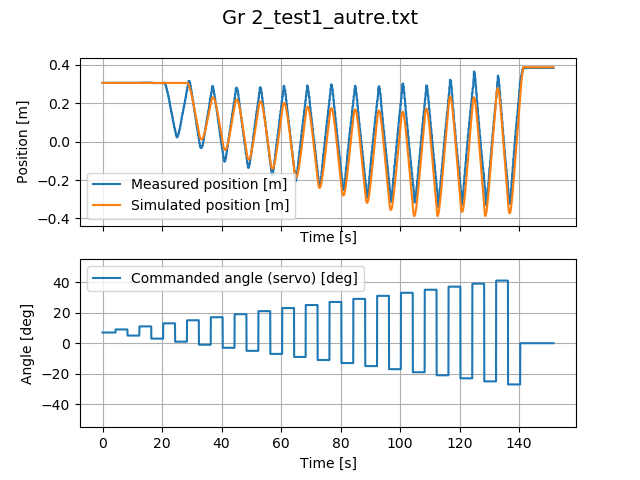 Gr 2_test1_autre.txt
0.4
0.2
0.0
−0.2
−0.4
Position [m]
Measured position [m]
Simulated position [m]
Time [s]
40
20
0
−20
−40
Angle [deg]
Commanded angle (servo) [deg]
0 20 40 60 80 100 120 140
Time [s]